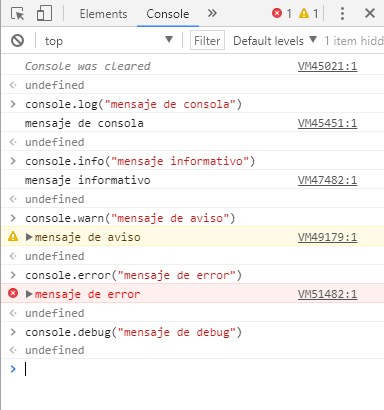 Elements Console » 1 1
top Filter Default levels 1 item hidd
Console was cleared VM45021:1
undefined
console.log("mensaje de consola")
mensaje de consola VM45451:1
undefined
console.info("mensaje informativo")
mensaje informativo VM47482:1
undefined
console.warn("mensaje de aviso")
mensaje de aviso VM49179:1
undefined
console.error("mensaje de error")
mensaje de error VM51482:1
undefined
console.debug("mensaje de debug")
undefined